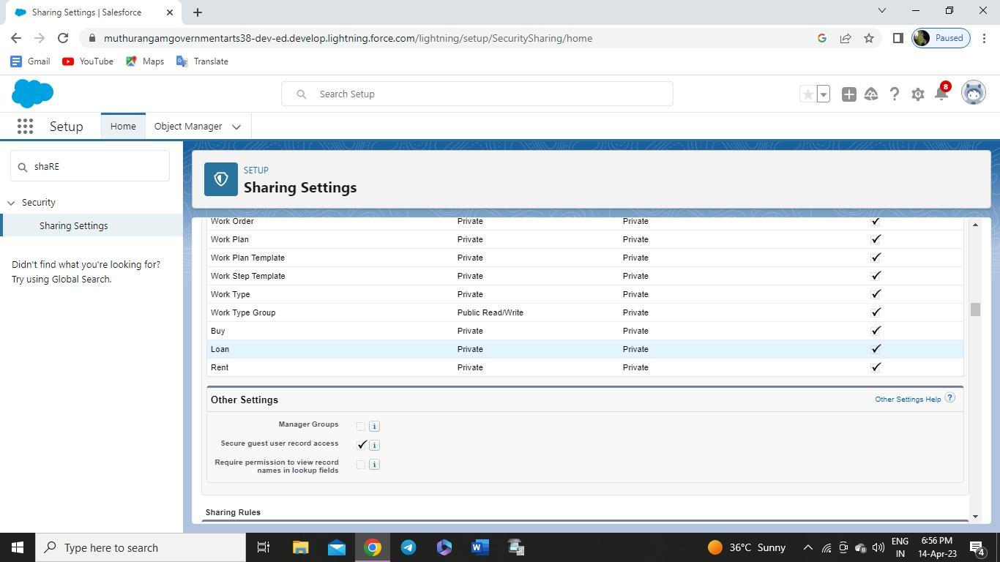 Sharing Settings | Salesforce
muthurangamgovernmentarts38-dev-ed.develop.lightning.force.com/lightning/setup/SecuritySharing/home
Paused
Gmail YouTube Maps Translate
Search Setup
8
Setup Home Object Manager
shaRE
Security
Sharing Settings
Didn't find what you're looking for?
Try using Global Search.
SETUP
Sharing Settings
Work Order Private Private
Work Plan Private Private
Work Plan Template Private Private
Work Step Template Private Private
Work Type Private Private
Work Type Group Public Read/Write Private
Buy Private Private
Loan Private Private
Rent Private Private
Other Settings
Other Settings Help ?
Manager Groups i
Secure guest user record access i
Require permission to view record
names in lookup fields i
Sharing Rules
Type here to search
36°C Sunny
ENG
IN
6:56 PM
14-Apr-23
4